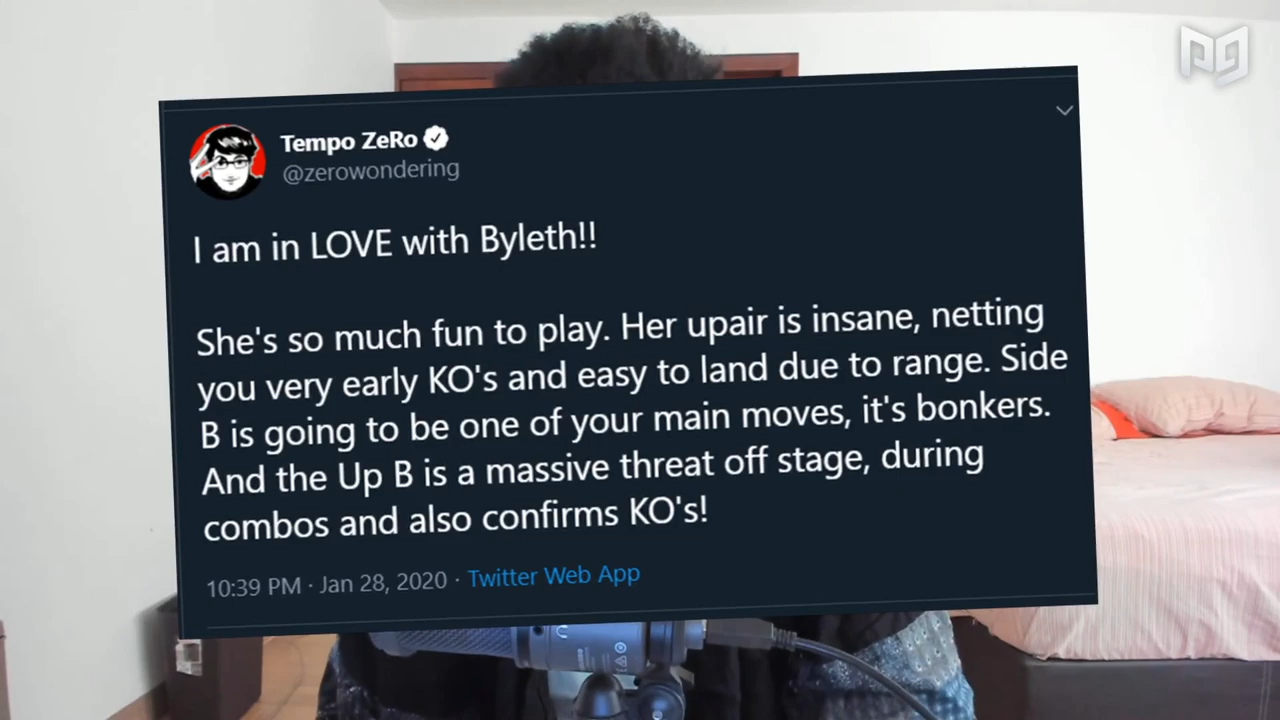 PG
Tempo ZeRo
@zerowondering
I am in LOVE with Byleth!!
She's so much fun to play. Her upair is insane, netting
you very early KO's and easy to land due to range. Side
B is going to be one of your main moves, it's bonkers.
And the Up B is a massive threat off stage, during
combos and also confirms KO's!
10:39 PM · Jan 28, 2020 · Twitter Web App